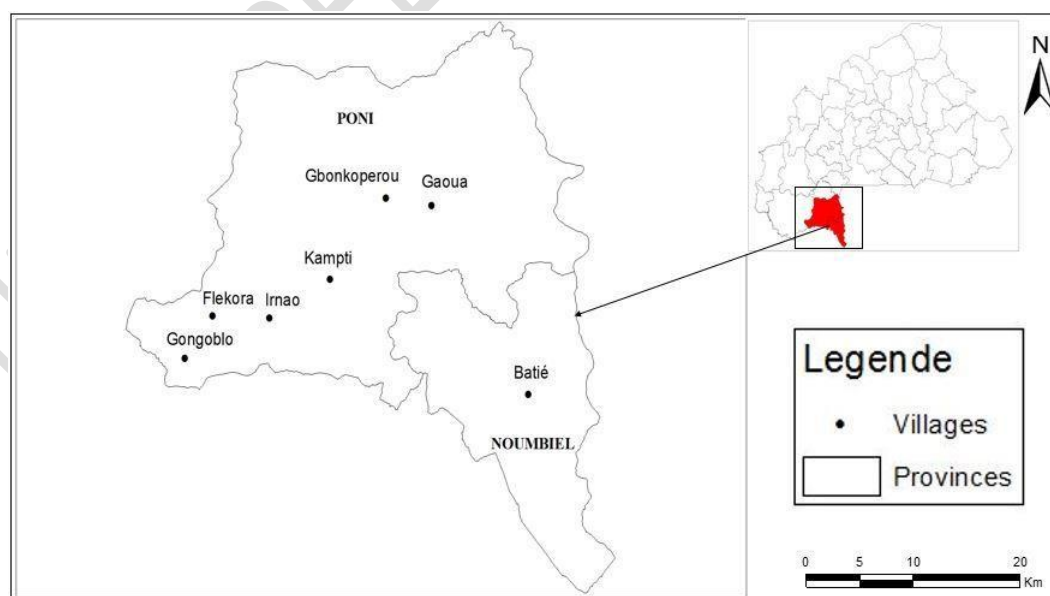 N
PONI
Gbonkoperou
Gaoua
Kampti
Flekora
Irnao
Gongoblo
Batié
NOUMBIEL
Legende
Villages
Provinces
0 5 10 20
Km